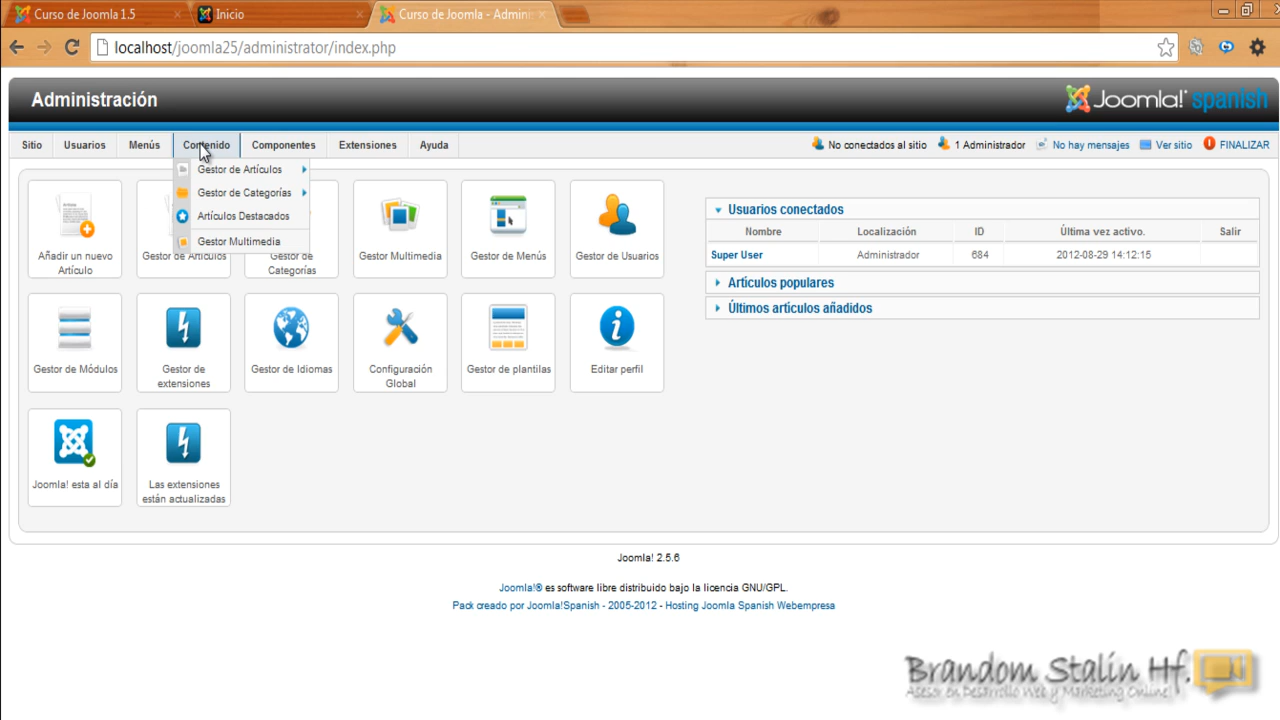 Curso de Joomla 1.5
Inicio
Curso de Joomla - Admini
localhost/joomla25/administrator/index.php
Administración
Joomla! spanish
Sitio
Usuarios
Menús
Contenido
Componentes
Extensiones
Ayuda
No conectados al sitio
1 Administrador
No hay mensajes
Ver sitio
FINALIZAR
Gestor de Artículos
Gestor de Categorías
Artículos Destacados
Gestor Multimedia
Añadir un nuevo
Artículo
Gestor de Artículos
Gestor de
Categorías
Gestor Multimedia
Gestor de Menús
Gestor de Usuarios
Gestor de Módulos
Gestor de
extensiones
Gestor de Idiomas
Configuración
Global
Gestor de plantilas
Editar perfil
Joomla! esta al día
Las extensiones
están actualizadas
Usuarios conectados
Nombre Localización ID Última vez activo. Salir
Super User Administrador 684 2012-08-29 14:12:15
Artículos populares
Últimos artículos añadidos
Joomla! 2.5.6
Joomla!® es software libre distribuido bajo la licencia GNU/GPL.
Pack creado por Joomla!Spanish - 2005-2012 - Hosting Joomla Spanish Webempresa
Brandom Stalin Hf.
Asesor en Desarrollo Web y Marketing Online